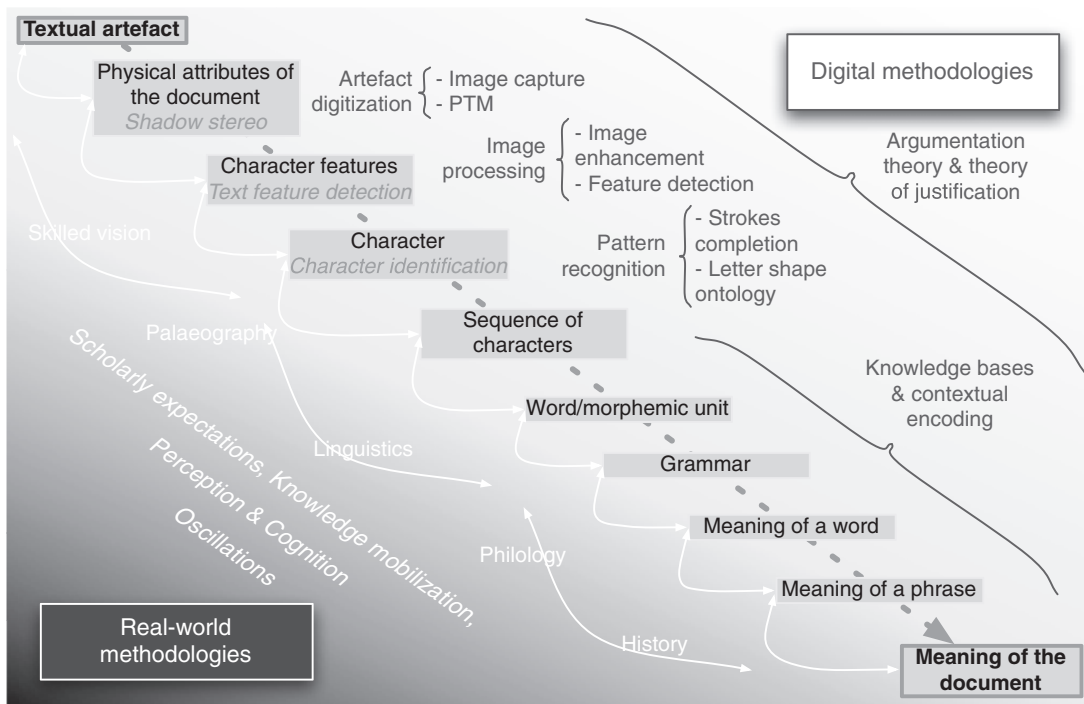 Textual artefact
Digital methodologies
Physical attributes of
the document
Shadow stereo
Artefact
digitization
- Image capture
- PTM
Character features
Text feature detection
Image
processing
- Image
enhancement
- Feature detection
Argumentation
theory & theory
of justification
Skilled vision
Character
Character identification
Pattern
recognition
- Strokes
completion
- Letter shape
ontology
Palaeography
Sequence of
characters
Knowledge bases
& contextual
encoding
Scholarly expectations, Knowledge mobilization,
Perception & Cognition
Oscillations
Word/morphemic unit
Linguistics
Grammar
Meaning of a word
Philology
Meaning of a phrase
Real-world
methodologies
History
Meaning of the
document